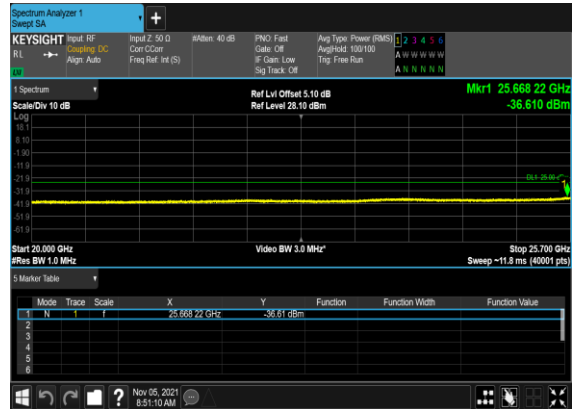 Spectrum Analyzer 1
Swept SA
+
KEYSIGHT Input: RF Input Z: 50 Ω #Atten: 40 dB PNO: Fast Avg Type: Power (RMS) 1 2 3 4 5 6
RL Coupling: DC Corr CCorr Gate: Off Avg|Hold: 100/100 A W W W W W
Align: Auto Freq Ref: Int (S) IF Gain: Low Trig: Free Run
Sig Track: Off A N N N N N
1 Spectrum Ref Lvl Offset 5.10 dB Mkr1 25.668 22 GHz
Scale/Div 10 dB Ref Level 28.10 dBm -36.610 dBm
Log
18.1
8.10
-1.90
-11.9
-21.9
DL1 -25.00
1
-31.9
-41.9
-51.9
-61.9
Start 20.000 GHz Video BW 3.0 MHz* Stop 25.700 GHz
#Res BW 1.0 MHz Sweep ~11.8 ms (40001 pts)
5 Marker Table
Mode Trace Scale X Y Function Function Width Function Value
1 N 1 f 25.668 22 GHz -36.61 dBm
2
3
4
5
6
? Nov 05, 2021
8:51:10 AM